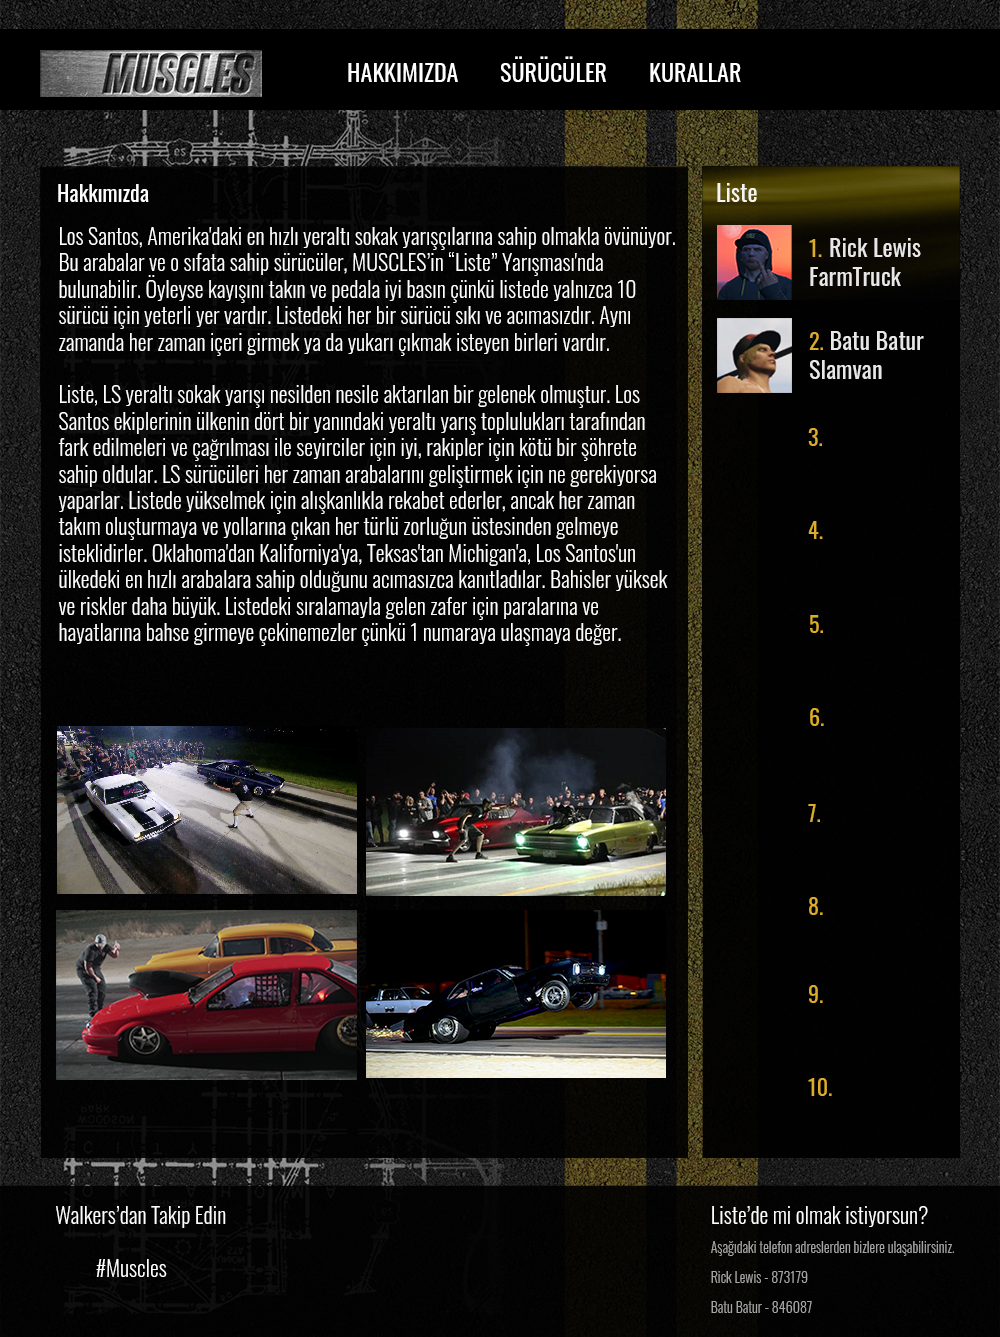 MUSCLES
HAKKIMIZDA SÜRÜCÜLER KURALLAR
Hakkımızda
Los Santos, Amerika'daki en hızlı yeraltı sokak yarışçılarına sahip olmakla övünüyor.
Bu arabalar ve o sıfata sahip sürücüler, MUSCLES’in “Liste” Yarışması'nda
bulunabilir. Öyleyse kayışını takın ve pedala iyi basın çünkü listede yalnızca 10
sürücü için yeterli yer vardır. Listedeki her bir sürücü sıkı ve acımasızdır. Aynı
zamanda her zaman içeri girmek ya da yukarı çıkmak isteyen birleri vardır.
Liste, LS yeraltı sokak yarışı nesilden nesile aktarılan bir gelenek olmuştur. Los
Santos ekiplerinin ülkenin dört bir yanındaki yeraltı yarış toplulukları tarafından
fark edilmeleri ve çağrılması ile seyirciler için iyi, rakipler için kötü bir şöhrete
sahip oldular. LS sürücüleri her zaman arabalarını geliştirmek için ne gerekiyorsa
yaparlar. Listede yükselmek için alışkanlıkla rekabet ederler, ancak her zaman
takım oluşturmaya ve yollarına çıkan her türlü zorluğun üstesinden gelmeye
isteklidirler. Oklahoma'dan Kaliforniya'ya, Teksas'tan Michigan'a, Los Santos'un
ülkedeki en hızlı arabalara sahip olduğunu acımasızca kanıtladılar. Bahisler yüksek
ve riskler daha büyük. Listedeki sıralamayla gelen zafer için paralarına ve
hayatlarına bahse girmeye çekinemezler çünkü 1 numaraya ulaşmaya değer.
Liste
1. Rick Lewis
FarmTruck
2. Batu Batur
Slamvan
3.
4.
5.
6.
7.
8.
9.
10.
Walkers’dan Takip Edin
#Muscles
Liste’de mi olmak istiyorsun?
Aşağıdaki telefon adreslerden bizlere ulaşabilirsiniz.
Rick Lewis - 873179
Batu Batur - 846087